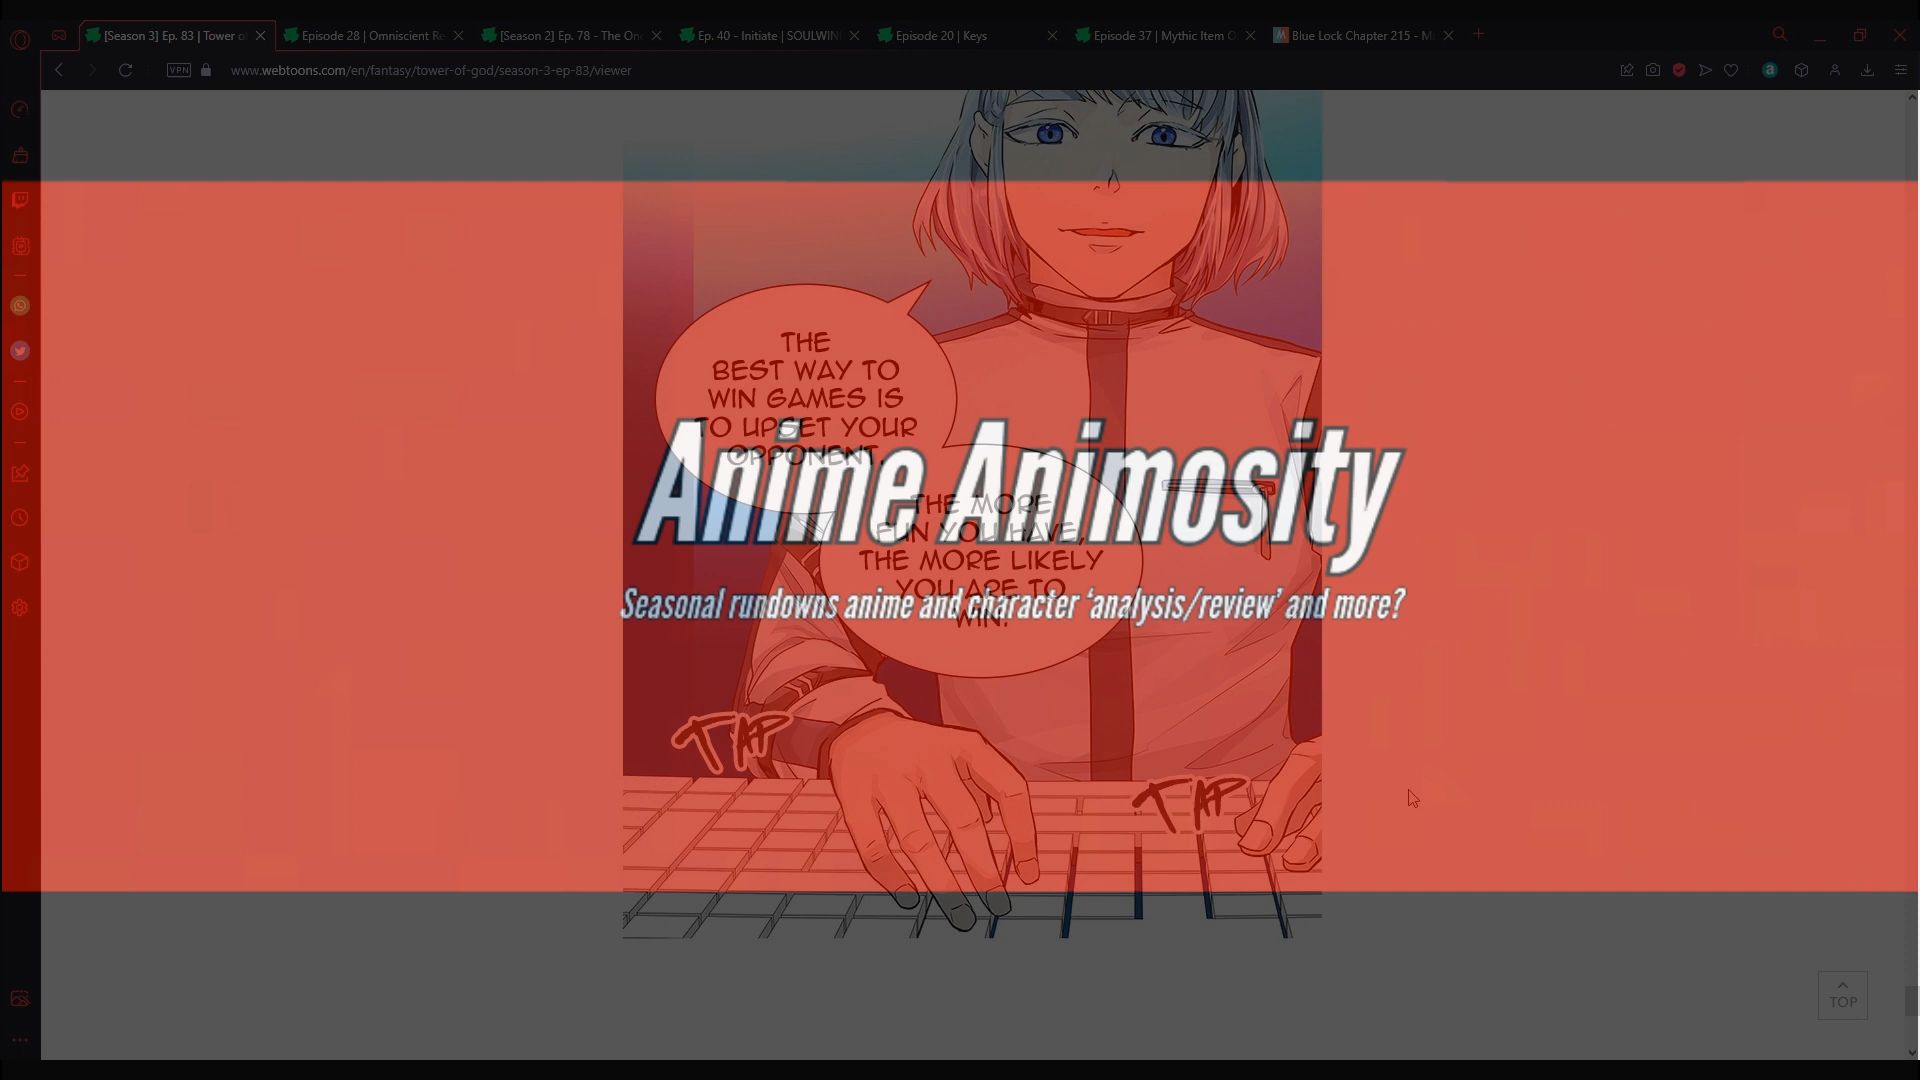 [Season 3] Ep. 83 | Tower o
Episode 28 | Omniscient Re
[Season 2] Ep. 78 - The On
Ep. 40 - Initiate | SOULWIN
Episode 20 | Keys
Episode 37 | Mythic Item O
Blue Lock Chapter 215 - M
VPN
www.webtoons.com/en/fantasy/tower-of-god/season-3-ep-83/viewer
THE
BEST WAY TO
WIN GAMES IS
TO UPSET YOUR
OPPONENT.
Anime Animosity
THE MORE
FUN YOU HAVE,
THE MORE LIKELY
YOU ARE TO
WIN.
Seasonal rundowns anime and character ‘analysis/review’ and more?
TAP
TAP
TOP